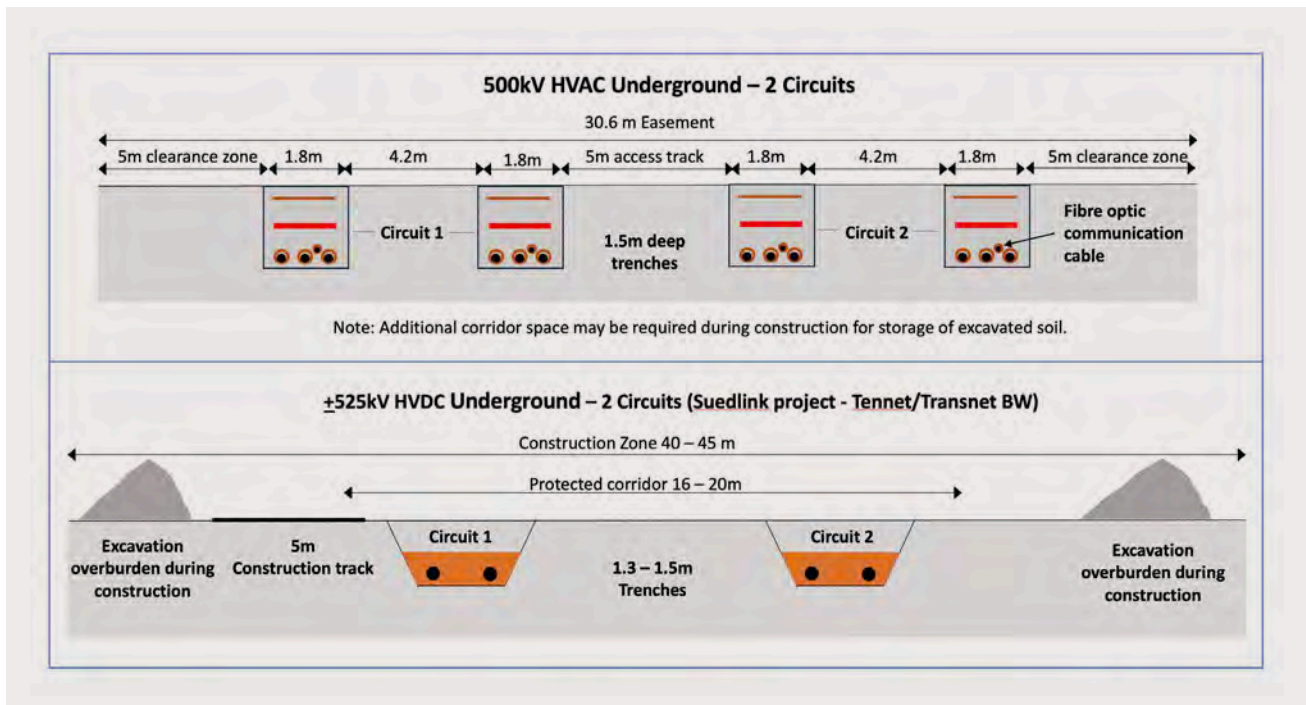 500kV HVAC Underground – 2 Circuits
30.6 m Easement
5m clearance zone 1.8m 4.2m 1.8m 5m access track 1.8m 4.2m 1.8m 5m clearance zone
Circuit 1
1.5m deep
trenches
Circuit 2
Fibre optic
communication
cable
Note: Additional corridor space may be required during construction for storage of excavated soil.
+525kV HVDC Underground – 2 Circuits (Suedlink project - Tennet/Transnet BW)
Construction Zone 40 – 45 m
Protected corridor 16 – 20m
Excavation
overburden during
construction
5m
Construction track
Circuit 1
1.3 – 1.5m
Trenches
Circuit 2
Excavation
overburden during
construction